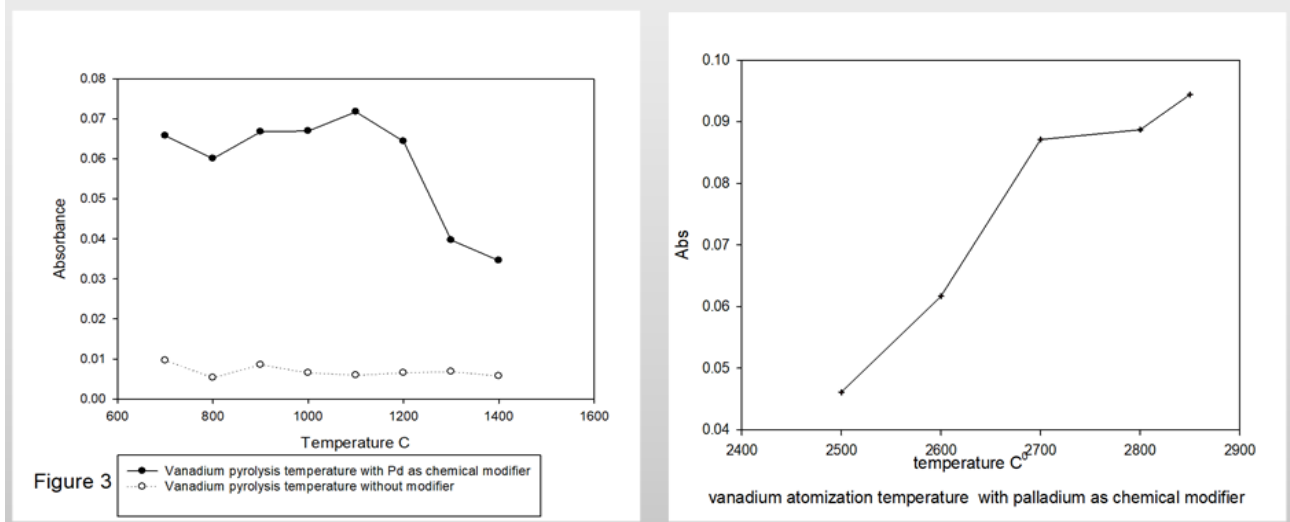 0.08
0.07
0.06
0.05
0.04
0.03
0.02
0.01
0.00
Absorbance
600 800 1000 1200 1400 1600
Temperature C
Figure 3
Vanadium pyrolysis temperature with Pd as chemical modifier
Vanadium pyrolysis temperature without modifier
0.10
0.09
0.08
0.07
0.06
0.05
0.04
Abs
2400 2500 2600 2700 2800 2900
temperature C⁰
vanadium atomization temperature with palladium as chemical modifier